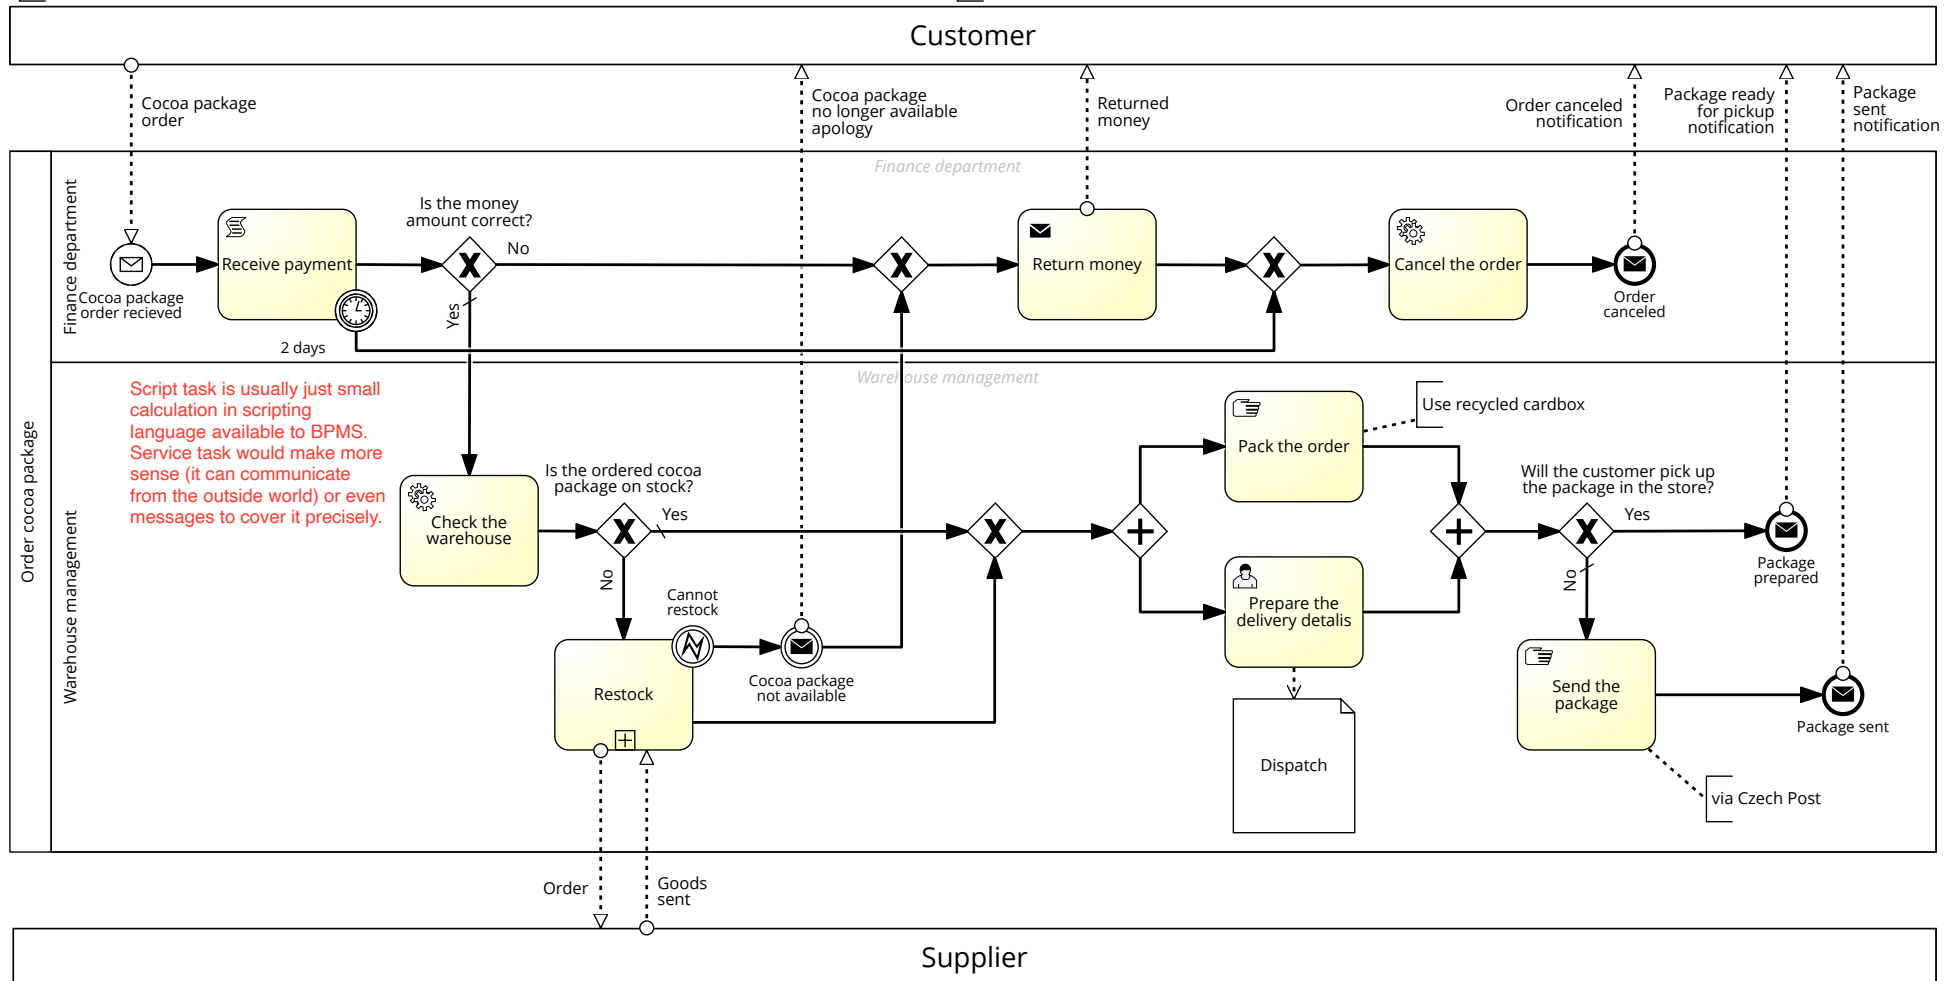 Customer
Cocoa package
order
Cocoa package
no longer available
apology
Returned
money
Order canceled
notification
Package ready
for pickup
notification
Package
sent
notification
Order cocoa package
Finance department
Finance department
Cocoa package
order recieved
Receive payment
2 days
Is the money
amount correct?
No
Yes
Return money
Cancel the order
Order
canceled
Warehouse management
Warehouse management
Script task is usually just small
calculation in scripting
language available to BPMS.
Service task would make more
sense (it can communicate
from the outside world) or even
messages to cover it precisely.
Check the
warehouse
Is the ordered cocoa
package on stock?
Yes
No
Cannot
restock
Restock
Cocoa package
not available
Pack the order
Use recycled cardbox
Prepare the
delivery detalis
Dispatch
Will the customer pick up
the package in the store?
Yes
No
Package
prepared
Send the
package
Package sent
via Czech Post
Order
Goods
sent
Supplier